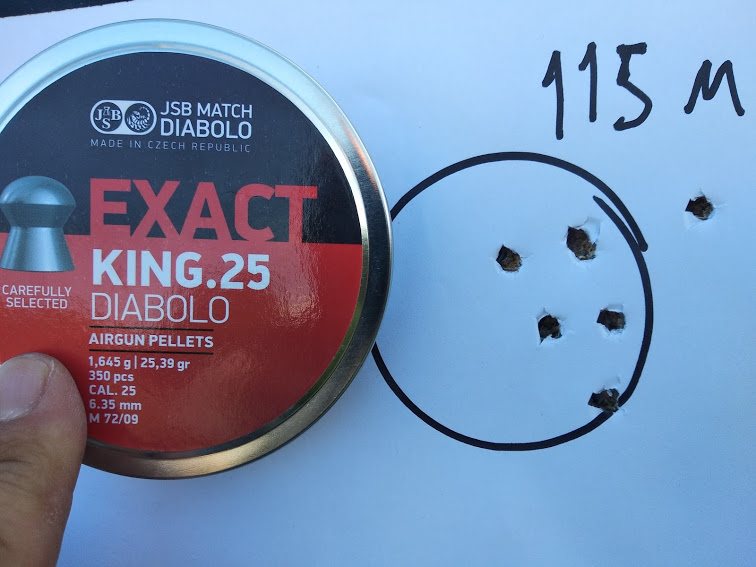 JSB
JSB MATCH
DIABOLO
MADE IN CZECH REPUBLIC
EXACT
KING.25
DIABOLO
CAREFULLY
SELECTED
AIRGUN PELLETS
1,645 g | 25,39 gr
350 pcs
CAL. 25
6.35 mm
M 72/09
115 M